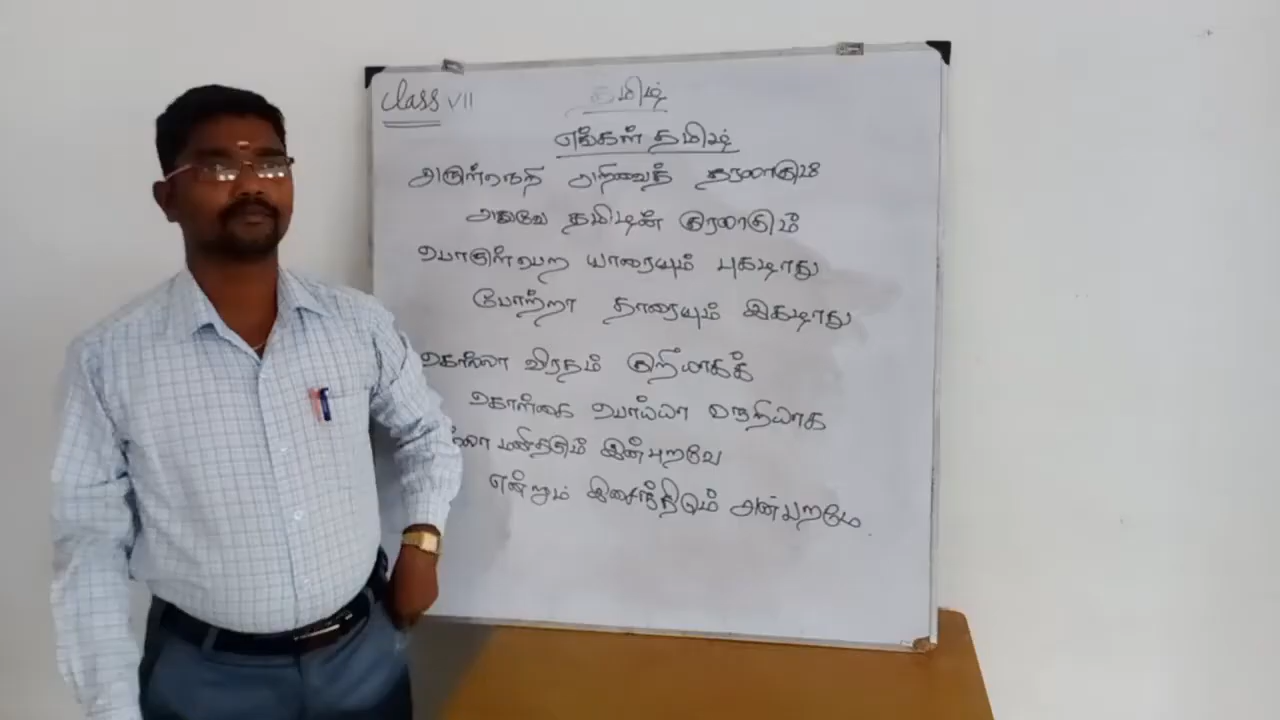 Class VII
தமிழ்
எங்கள் தமிழ்
அருள்நெறி அறிவைத் தரலாகும்
அதுவே தமிழன் குரலாகும்
பொருள்பெற யாரையும் புகழாது
போற்றா தாரையும் இகழாது
கொல்லா விரதம் குறியாகக்
கொள்கை பொய்யா நெறியாக
லா மனிதரும் இன்புறவே
என்றும் இசைந்திடும் அன்பறமே